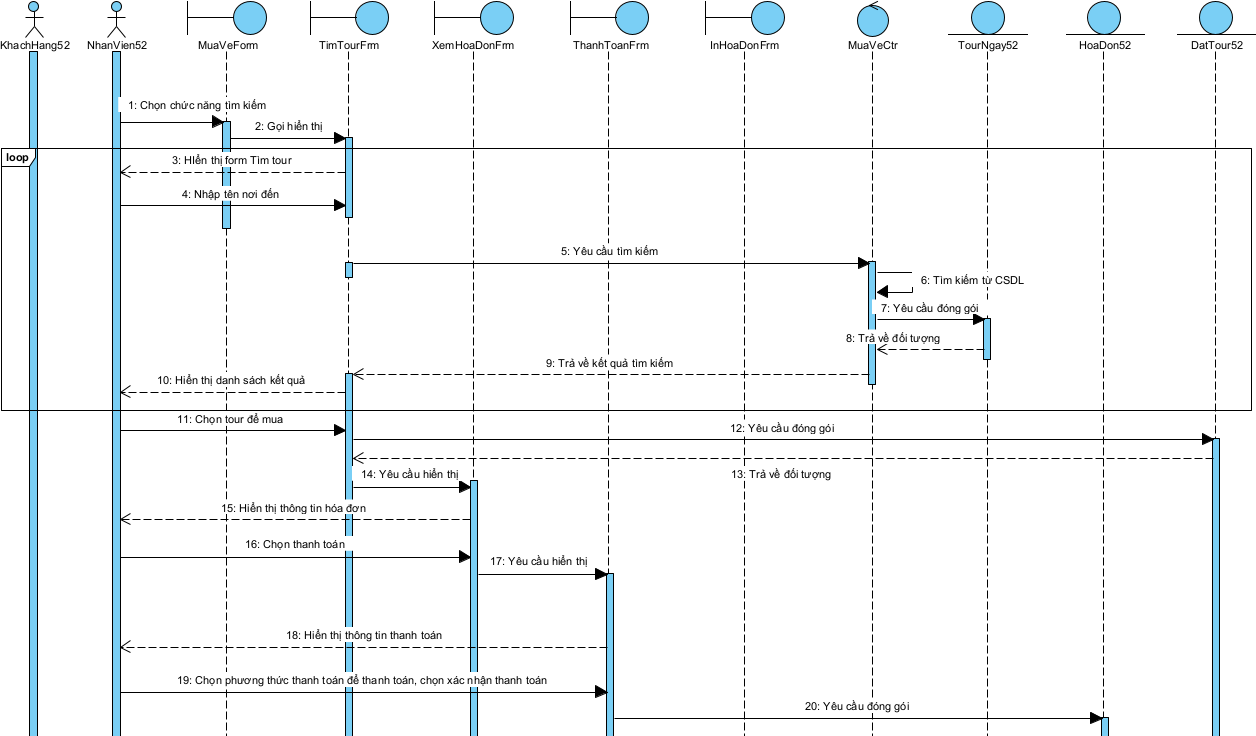 KhachHang52
NhanVien52
MuaVeForm
TimTourFrm
XemHoaDonFrm
ThanhToanFrm
InHoaDonFrm
MuaVeCtr
TourNgay52
HoaDon52
DatTour52
1: Chọn chức năng tìm kiếm
2: Gọi hiển thị
loop
3: HIển thị form Tìm tour
4: Nhập tên nơi đến
5: Yêu cầu tìm kiếm
6: Tìm kiếm từ CSDL
7: Yêu cầu đóng gói
8: Trả về đối tượng
9: Trả về kết quả tìm kiếm
10: Hiển thị danh sách kết quả
11: Chọn tour để mua
12: Yêu cầu đóng gói
13: Trả về đối tượng
14: Yêu cầu hiển thị
15: Hiển thị thông tin hóa đơn
16: Chọn thanh toán
17: Yêu cầu hiển thị
18: Hiển thị thông tin thanh toán
19: Chọn phương thức thanh toán để thanh toán, chọn xác nhận thanh toán
20: Yêu cầu đóng gói